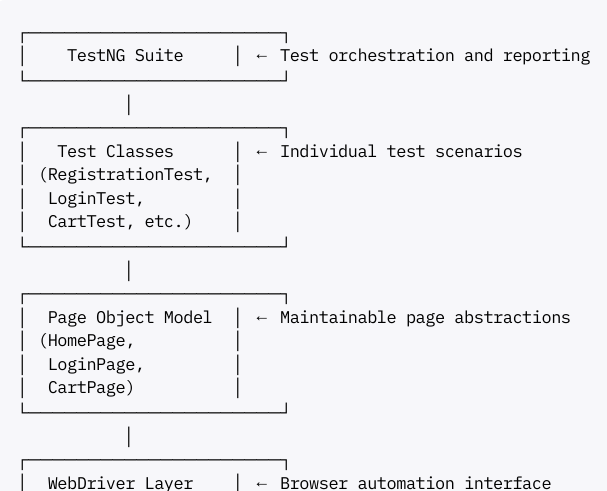 TestNG Suite ← Test orchestration and reporting
Test Classes ← Individual test scenarios
(RegistrationTest,
LoginTest,
CartTest, etc.)
Page Object Model ← Maintainable page abstractions
(HomePage,
LoginPage,
CartPage)
WebDriver Layer ← Browser automation interface